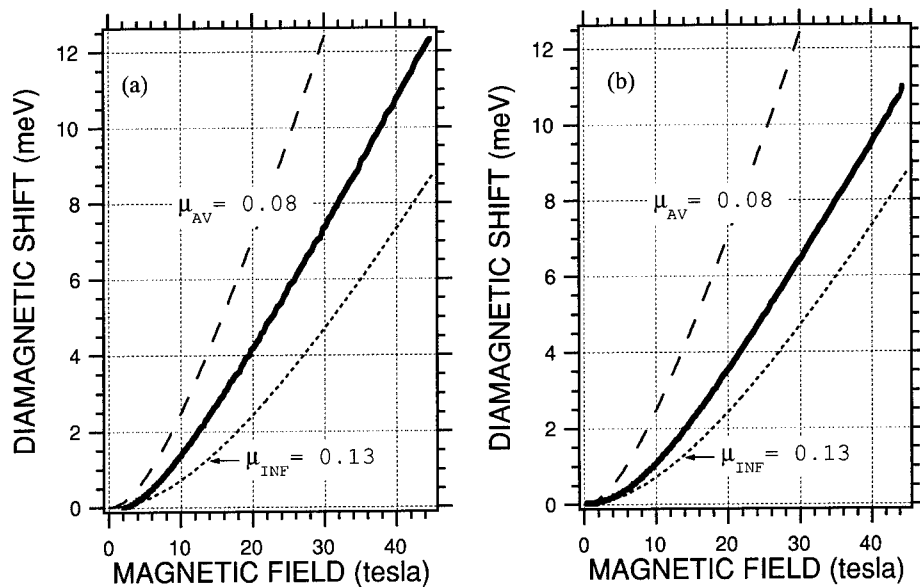 12
10
8
6
4
2
0
DIAMAGNETIC SHIFT (meV)
(a)
μAV= 0.08
μINF= 0.13
0 10 20 30 40
MAGNETIC FIELD (tesla)
12
10
8
6
4
2
0
DIAMAGNETIC SHIFT (meV)
(b)
μAV= 0.08
μINF= 0.13
0 10 20 30 40
MAGNETIC FIELD (tesla)